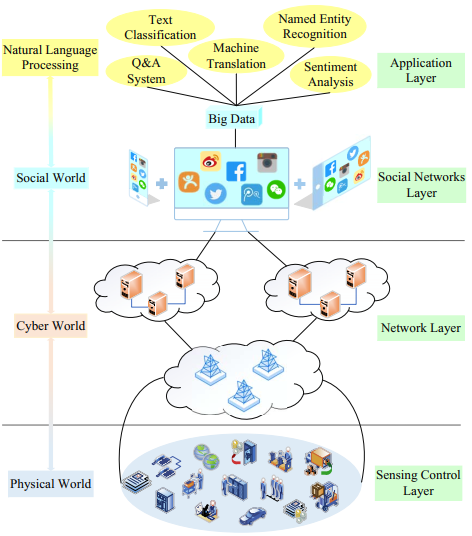 Text
Classification
Named Entity
Recognition
Natural Language
Processing
Machine
Translation
Q&A
System
Sentiment
Analysis
Application
Layer
Big Data
Social World
Social Networks
Layer
Cyber World
Network Layer
Physical World
Sensing Control
Layer